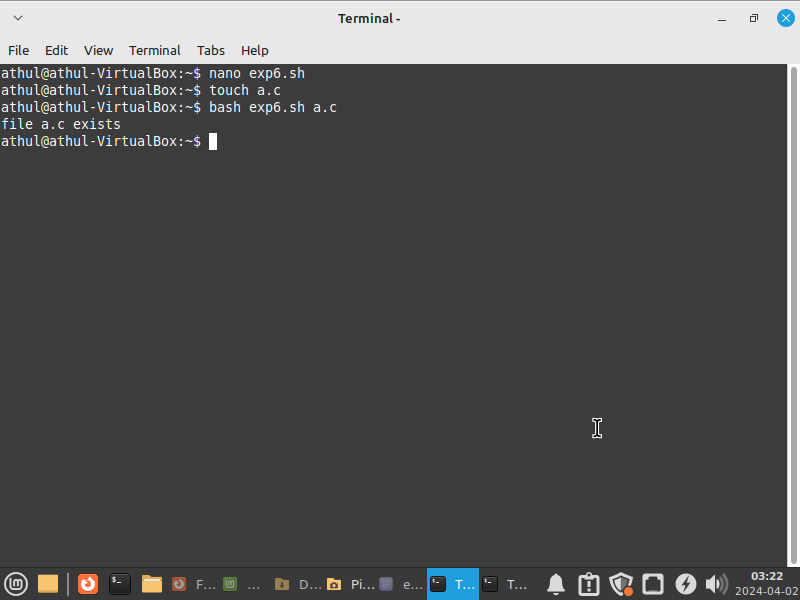 Terminal -
File Edit View Terminal Tabs Help
athul@athul-VirtualBox:~$ nano exp6.sh
athul@athul-VirtualBox:~$ touch a.c
athul@athul-VirtualBox:~$ bash exp6.sh a.c
file a.c exists
athul@athul-VirtualBox:~$
F... ... D... Pi... e... T... T... 03:22
2024-04-02